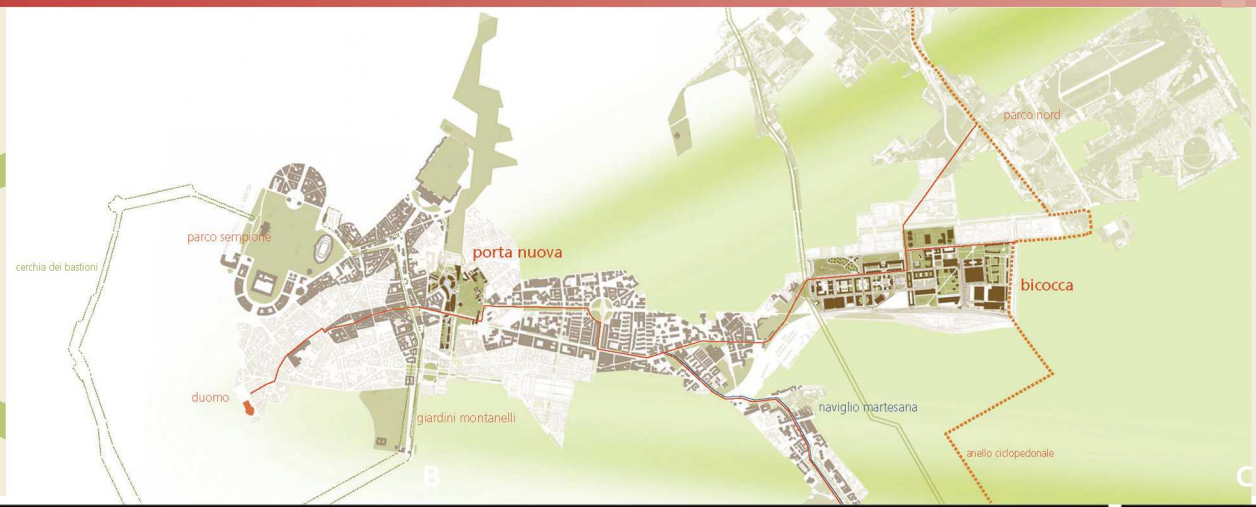 parco nord
parco sempione
porta nuova
cerchia dei bastioni
bicocca
duomo
naviglio martesana
giardini montanelli
anello ciclopedonale
B
C